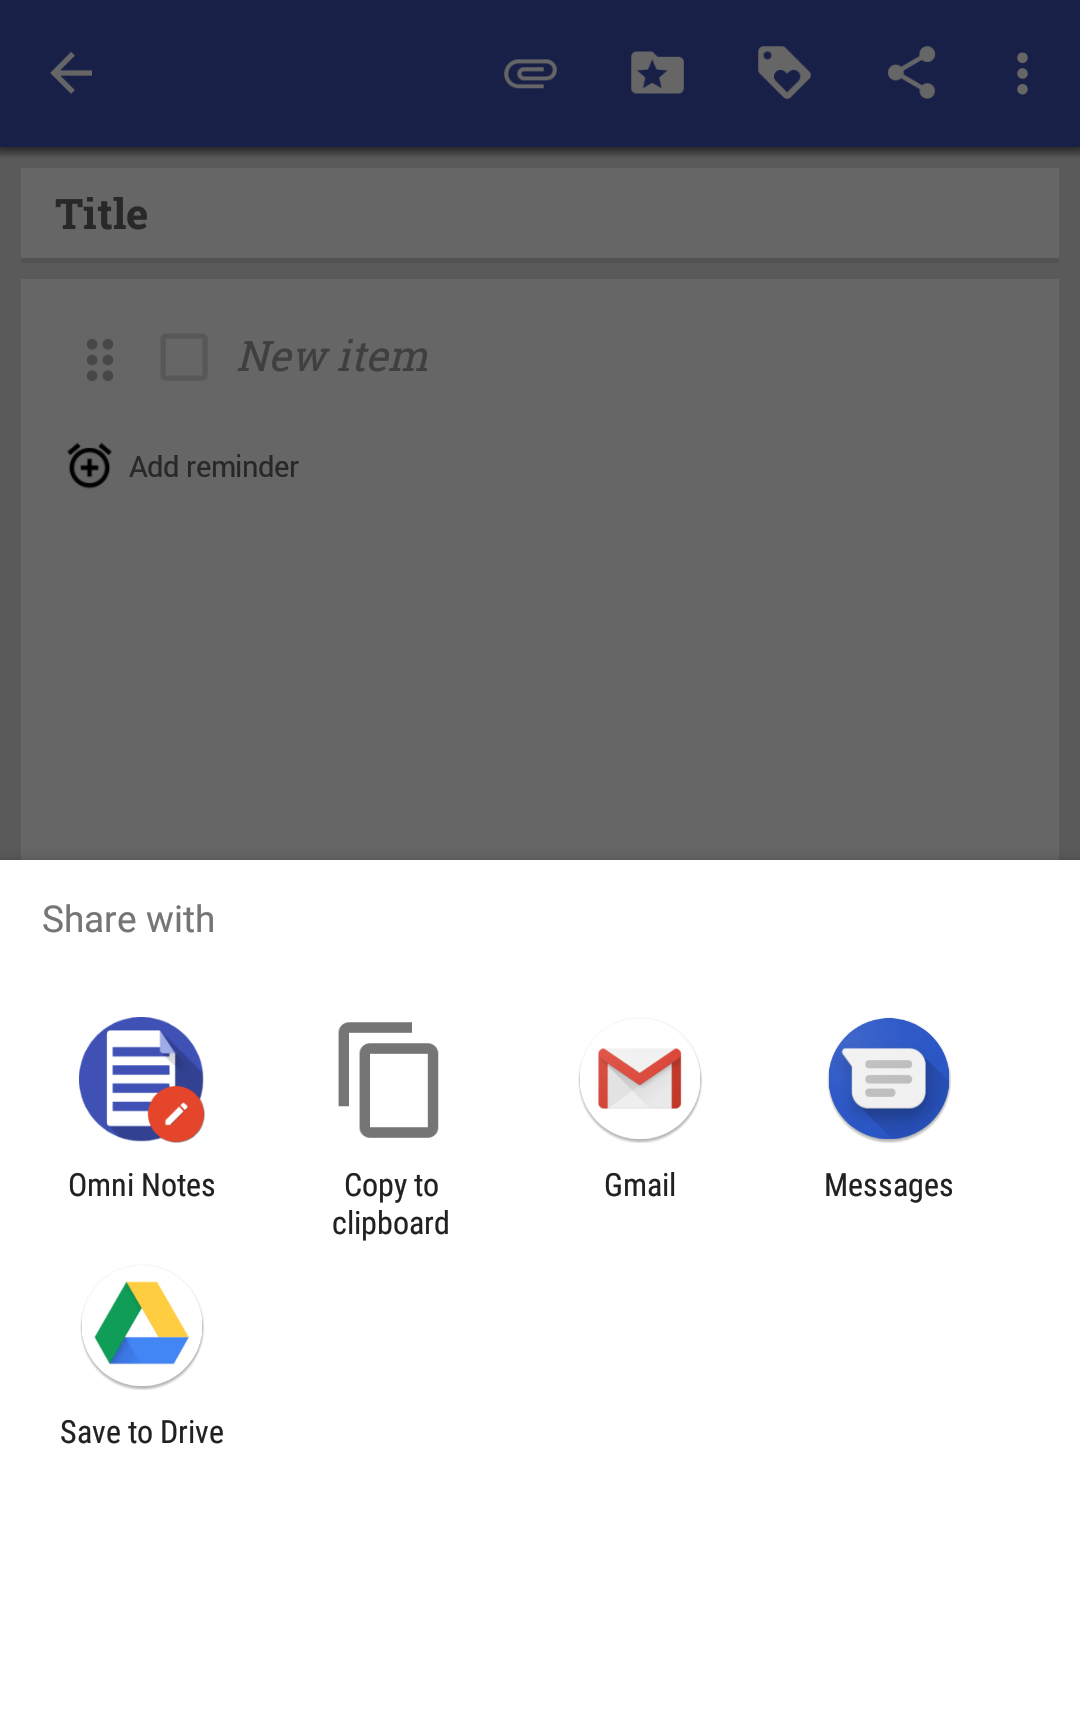 Title
New item
Add reminder
Share with
Omni Notes
Copy to
clipboard
Gmail
Messages
Save to Drive